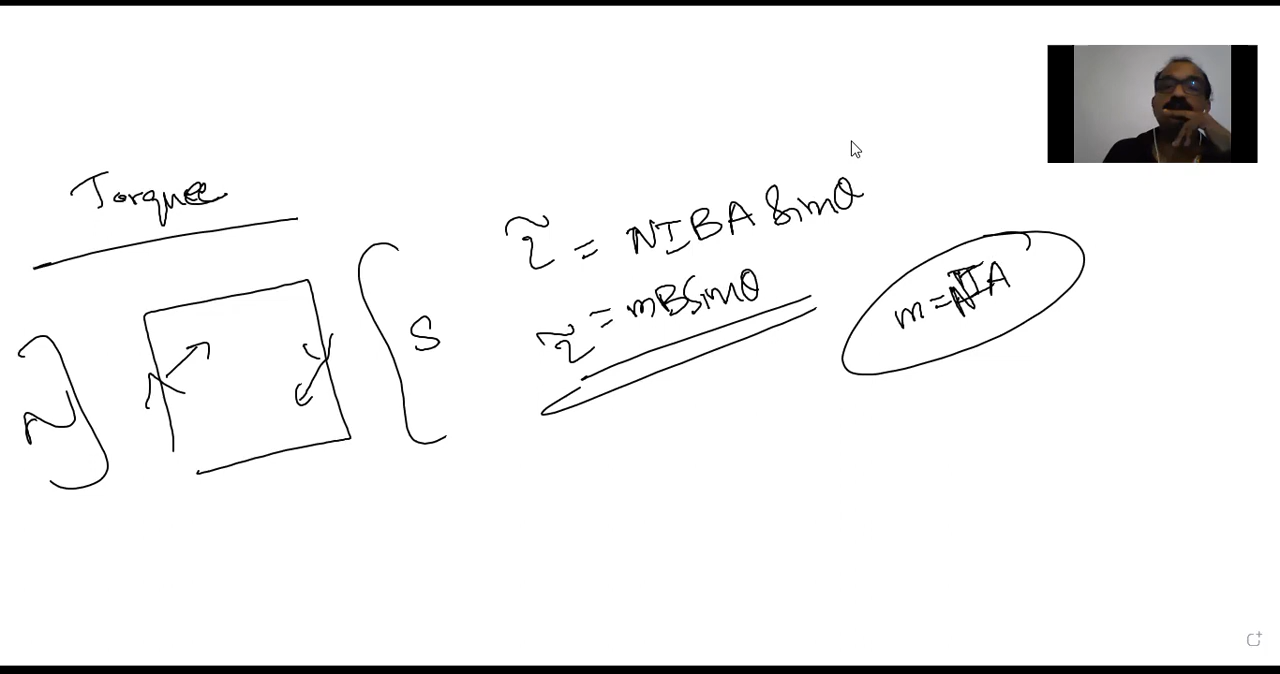 Torque
τ = NIBA Sinθ
τ = mBSinθ
m = NIA
N
S